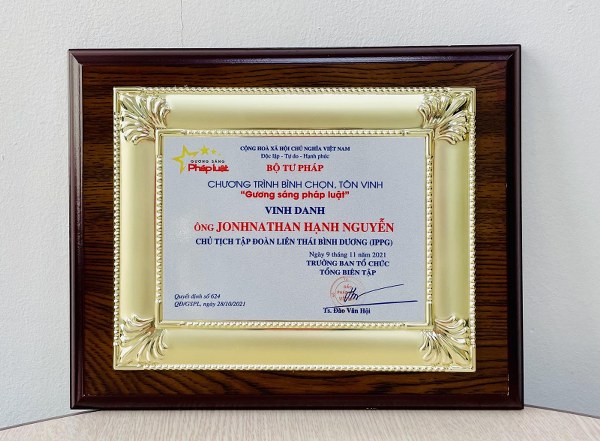 CỘNG HOÀ XÃ HỘI CHỦ NGHĨA VIỆT NAM
Độc lập - Tự do - Hạnh phúc
GƯƠNG SÁNG
Pháp luật
BỘ TƯ PHÁP
CHƯƠNG TRÌNH BÌNH CHỌN, TÔN VINH
"Gương sáng pháp luật"
VINH DANH
ÔNG JONHNATHAN HẠNH NGUYỄN
CHỦ TỊCH TẬP ĐOÀN LIÊN THÁI BÌNH DƯƠNG (IPPG)
Ngày 9 tháng 11 năm 2021
TRƯỞNG BAN TỔ CHỨC
TỔNG BIÊN TẬP
Quyết định số 624
QĐ/GSPL, ngày 28/10/2021
Ts. Đào Văn Hội